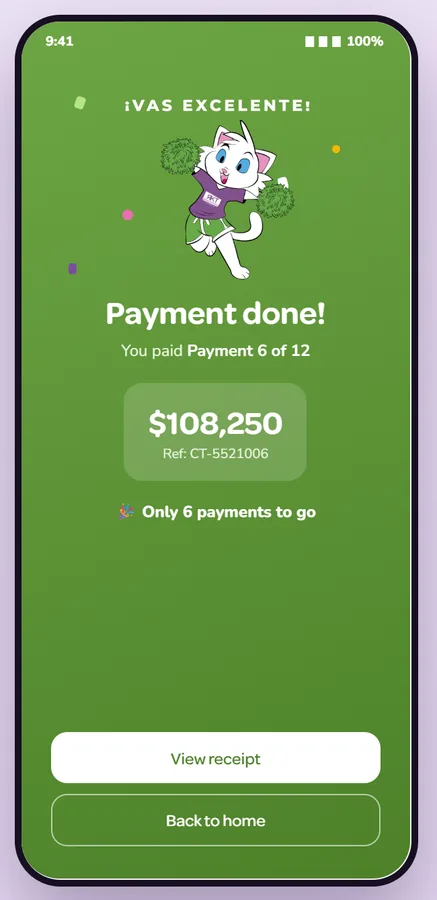 9:41
100%
¡VAS EXCELENTE!
Payment done!
You paid Payment 6 of 12
$108,250
Ref: CT-5521006
Only 6 payments to go
View receipt
Back to home